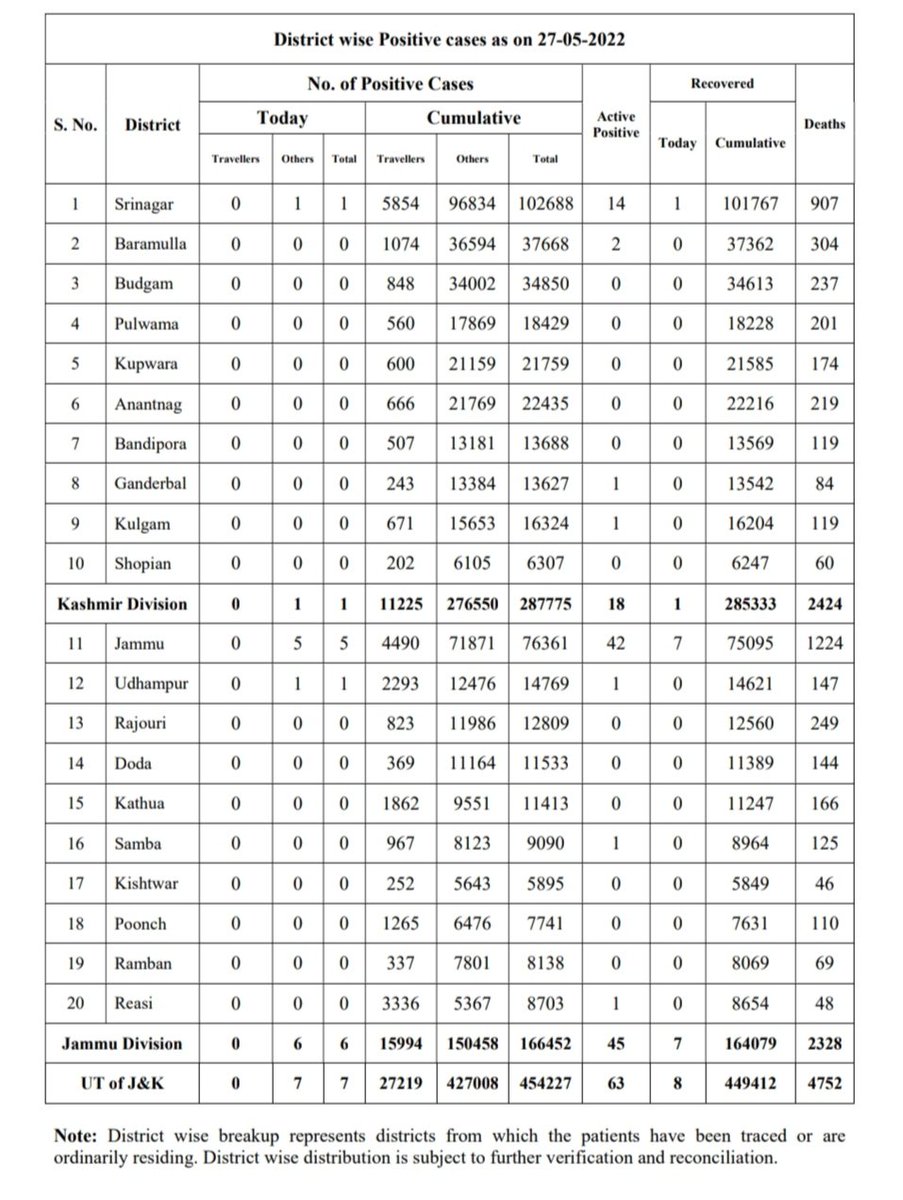 District wise Positive cases as on 27-05-2022
S. No. District No. of Positive Cases Active Positive Recovered Deaths
Today Cumulative Today Cumulative
Travellers Others Total Travellers Others Total
1 Srinagar 0 1 1 5854 96834 102688 14 1 101767 907
2 Baramulla 0 0 0 1074 36594 37668 2 0 37362 304
3 Budgam 0 0 0 848 34002 34850 0 0 34613 237
4 Pulwama 0 0 0 560 17869 18429 0 0 18228 201
5 Kupwara 0 0 0 600 21159 21759 0 0 21585 174
6 Anantnag 0 0 0 666 21769 22435 0 0 22216 219
7 Bandipora 0 0 0 507 13181 13688 0 0 13569 119
8 Ganderbal 0 0 0 243 13384 13627 1 0 13542 84
9 Kulgam 0 0 0 671 15653 16324 1 0 16204 119
10 Shopian 0 0 0 202 6105 6307 0 0 6247 60
Kashmir Division 0 1 1 11225 276550 287775 18 1 285333 2424
11 Jammu 0 5 5 4490 71871 76361 42 7 75095 1224
12 Udhampur 0 1 1 2293 12476 14769 1 0 14621 147
13 Rajouri 0 0 0 823 11986 12809 0 0 12560 249
14 Doda 0 0 0 369 11164 11533 0 0 11389 144
15 Kathua 0 0 0 1862 9551 11413 0 0 11247 166
16 Samba 0 0 0 967 8123 9090 1 0 8964 125
17 Kishtwar 0 0 0 252 5643 5895 0 0 5849 46
18 Poonch 0 0 0 1265 6476 7741 0 0 7631 110
19 Ramban 0 0 0 337 7801 8138 0 0 8069 69
20 Reasi 0 0 0 3336 5367 8703 1 0 8654 48
Jammu Division 0 6 6 15994 150458 166452 45 7 164079 2328
UT of J&K 0 7 7 27219 427008 454227 63 8 449412 4752
Note: District wise breakup represents districts from which the patients have been traced or are
ordinarily residing. District wise distribution is subject to further verification and reconciliation.